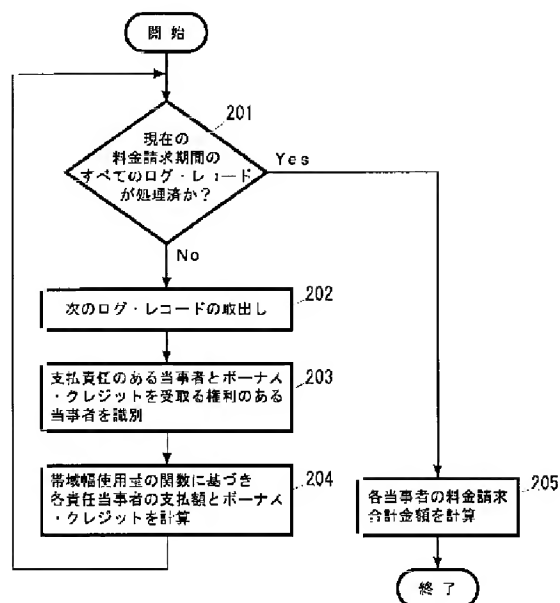 開始
201
現在の
料金請求期間の
すべてのログ・レコード
が処理済か？
Yes
No
202
次のログ・レコードの取出し
203
支払責任のある当事者とボーナス
・クレジットを受取る権利のある
当事者を識別
204
帯域幅使用量の関数に基づき
各責任当事者の支払額とボーナス
・クレジットを計算
205
各当事者の料金請求
合計金額を計算
終了